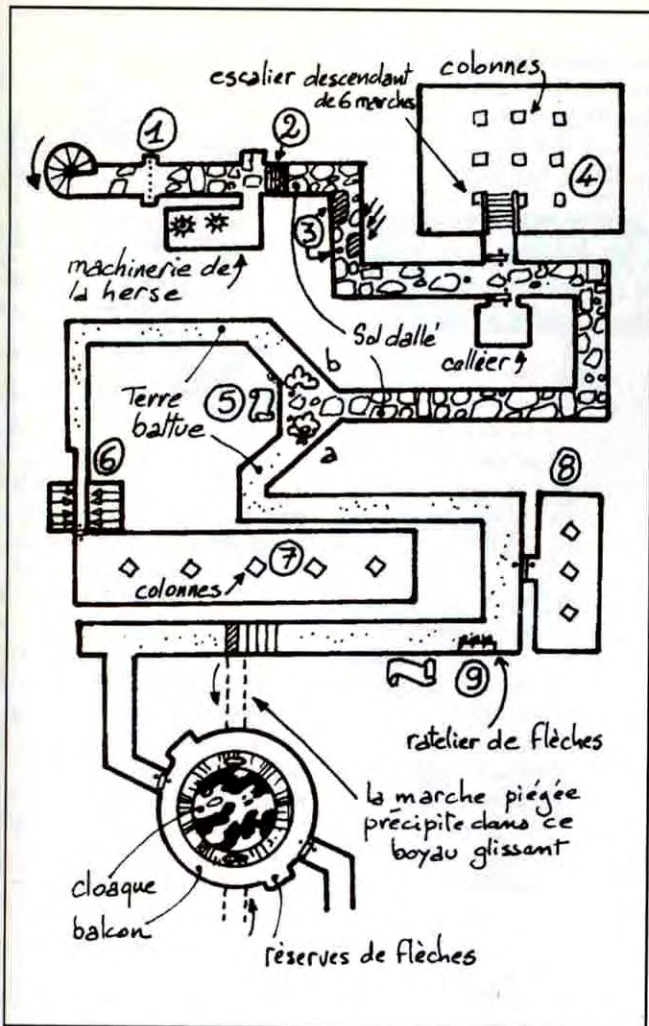 colonnes
escalier descendant
de 6 marches
1
2
4
3
machinerie de
la herse
Sol dallé
cellier
b
Terre
battue
5
a
6
8
7
colonnes
9
ratelier de flèches
la marche piégée
précipite dans ce
boyau glissant
cloaque
balcon
réserves de flèches